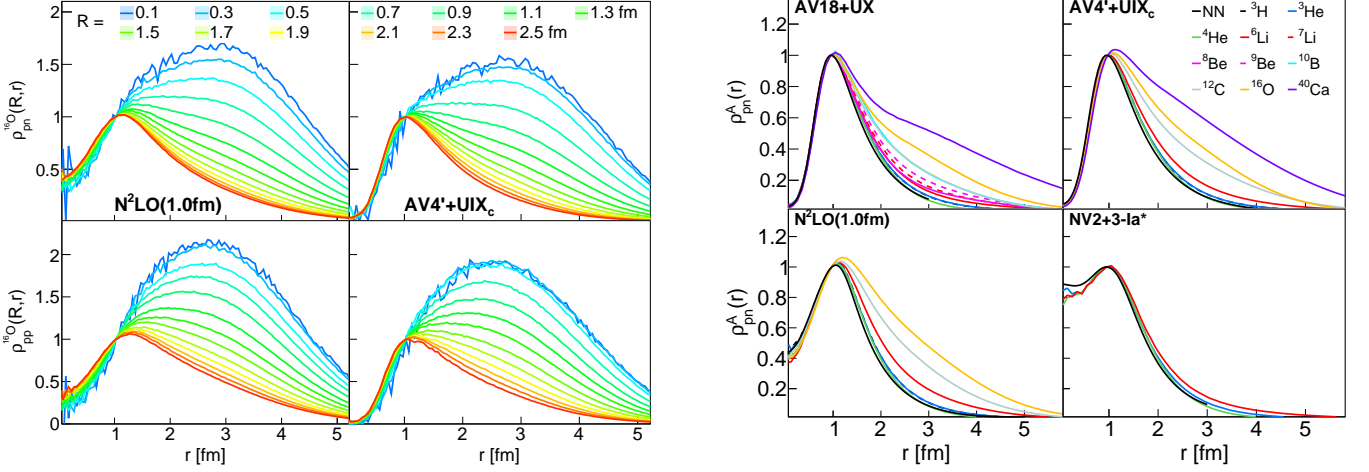 R = 0.1 0.3 0.5 0.7 0.9 1.1 1.3 fm
1.5 1.7 1.9 2.1 2.3 2.5 fm
2
1.5
1
0.5
ρ^16O_pn(R,r)
N²LO(1.0fm)
AV4'+UIX_c
2
1.5
1
0.5
0
ρ^16O_pp(R,r)
1 2 3 4 5
1 2 3 4 5
r [fm]
r [fm]
AV18+UX
AV4'+UIX_c
NN ³H ³He
⁴He ⁶Li ⁷Li
⁸Be ⁹Be ¹⁰B
¹²C ¹⁶O ⁴⁰Ca
1.2
1
0.8
0.6
0.4
0.2
ρ^A_pn(r)
N²LO(1.0fm)
NV2+3-Ia*
1.2
1
0.8
0.6
0.4
0.2
ρ^A_pn(r)
1 2 3 4 5
1 2 3 4 5
r [fm]
r [fm]